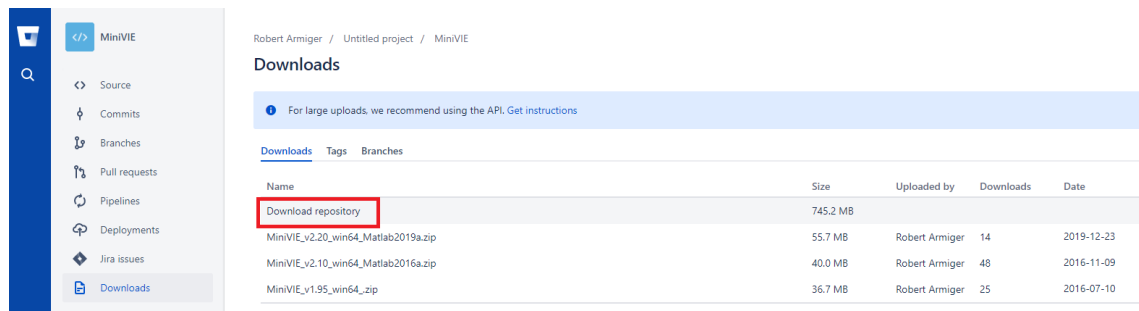 </> MiniVIE
Source
Commits
Branches
Pull requests
Pipelines
Deployments
Jira issues
Downloads
Robert Armiger / Untitled project / MiniVIE
Downloads
For large uploads, we recommend using the API. Get instructions
Downloads Tags Branches
Name Size Uploaded by Downloads Date
Download repository 745.2 MB
MiniVIE_v2.20_win64_Matlab2019a.zip 55.7 MB Robert Armiger 14 2019-12-23
MiniVIE_v2.10_win64_Matlab2016a.zip 40.0 MB Robert Armiger 48 2016-11-09
MiniVIE_v1.95_win64_.zip 36.7 MB Robert Armiger 25 2016-07-10